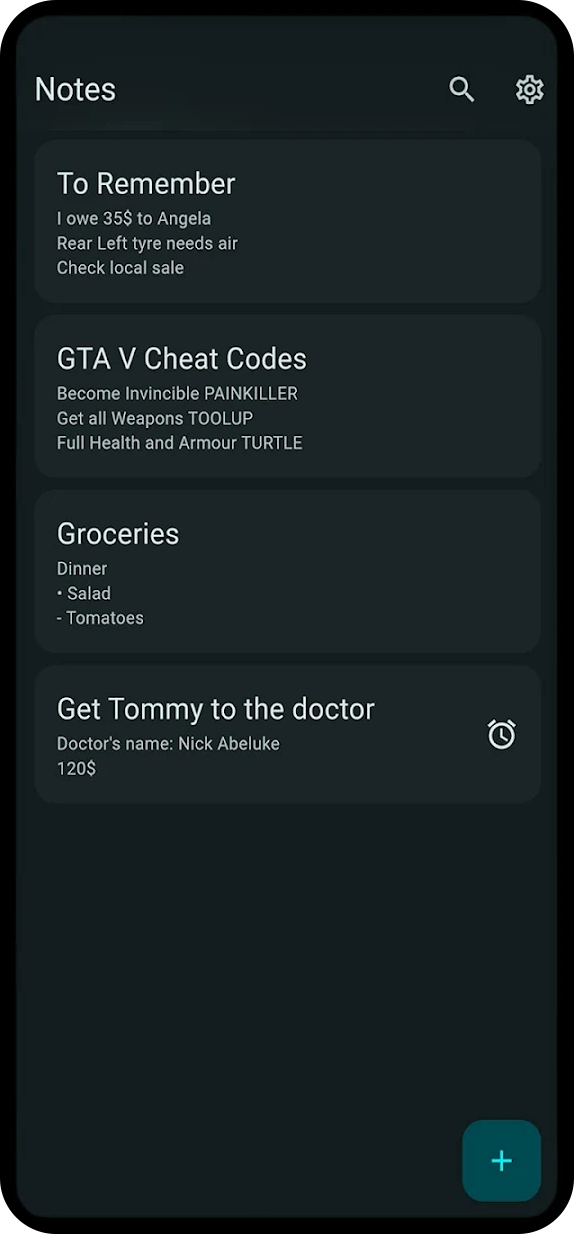 Notes
To Remember
I owe 35$ to Angela
Rear Left tyre needs air
Check local sale
GTA V Cheat Codes
Become Invincible PAINKILLER
Get all Weapons TOOLUP
Full Health and Armour TURTLE
Groceries
Dinner
• Salad
- Tomatoes
Get Tommy to the doctor
Doctor's name: Nick Abeluke
120$
+